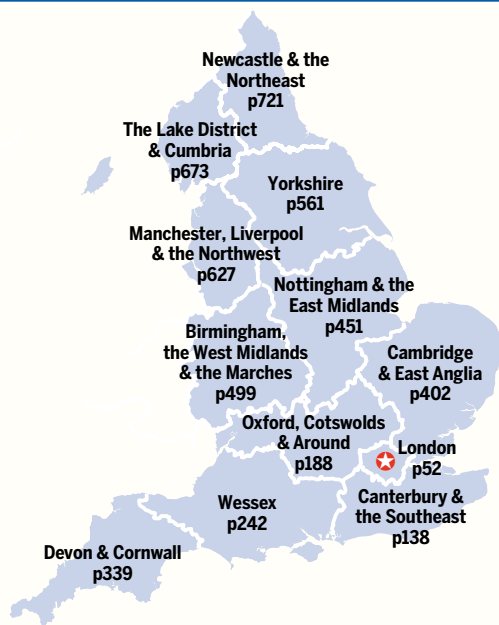 Newcastle & the
Northeast
p721
The Lake District
& Cumbria
p673
Yorkshire
p561
Manchester, Liverpool
& the Northwest
p627
Nottingham & the
East Midlands
p451
Birmingham,
the West Midlands
& the Marches
p499
Cambridge
& East Anglia
p402
Oxford, Cotswolds
& Around
p188
London
p52
Wessex
p242
Canterbury &
the Southeast
p138
Devon & Cornwall
p339